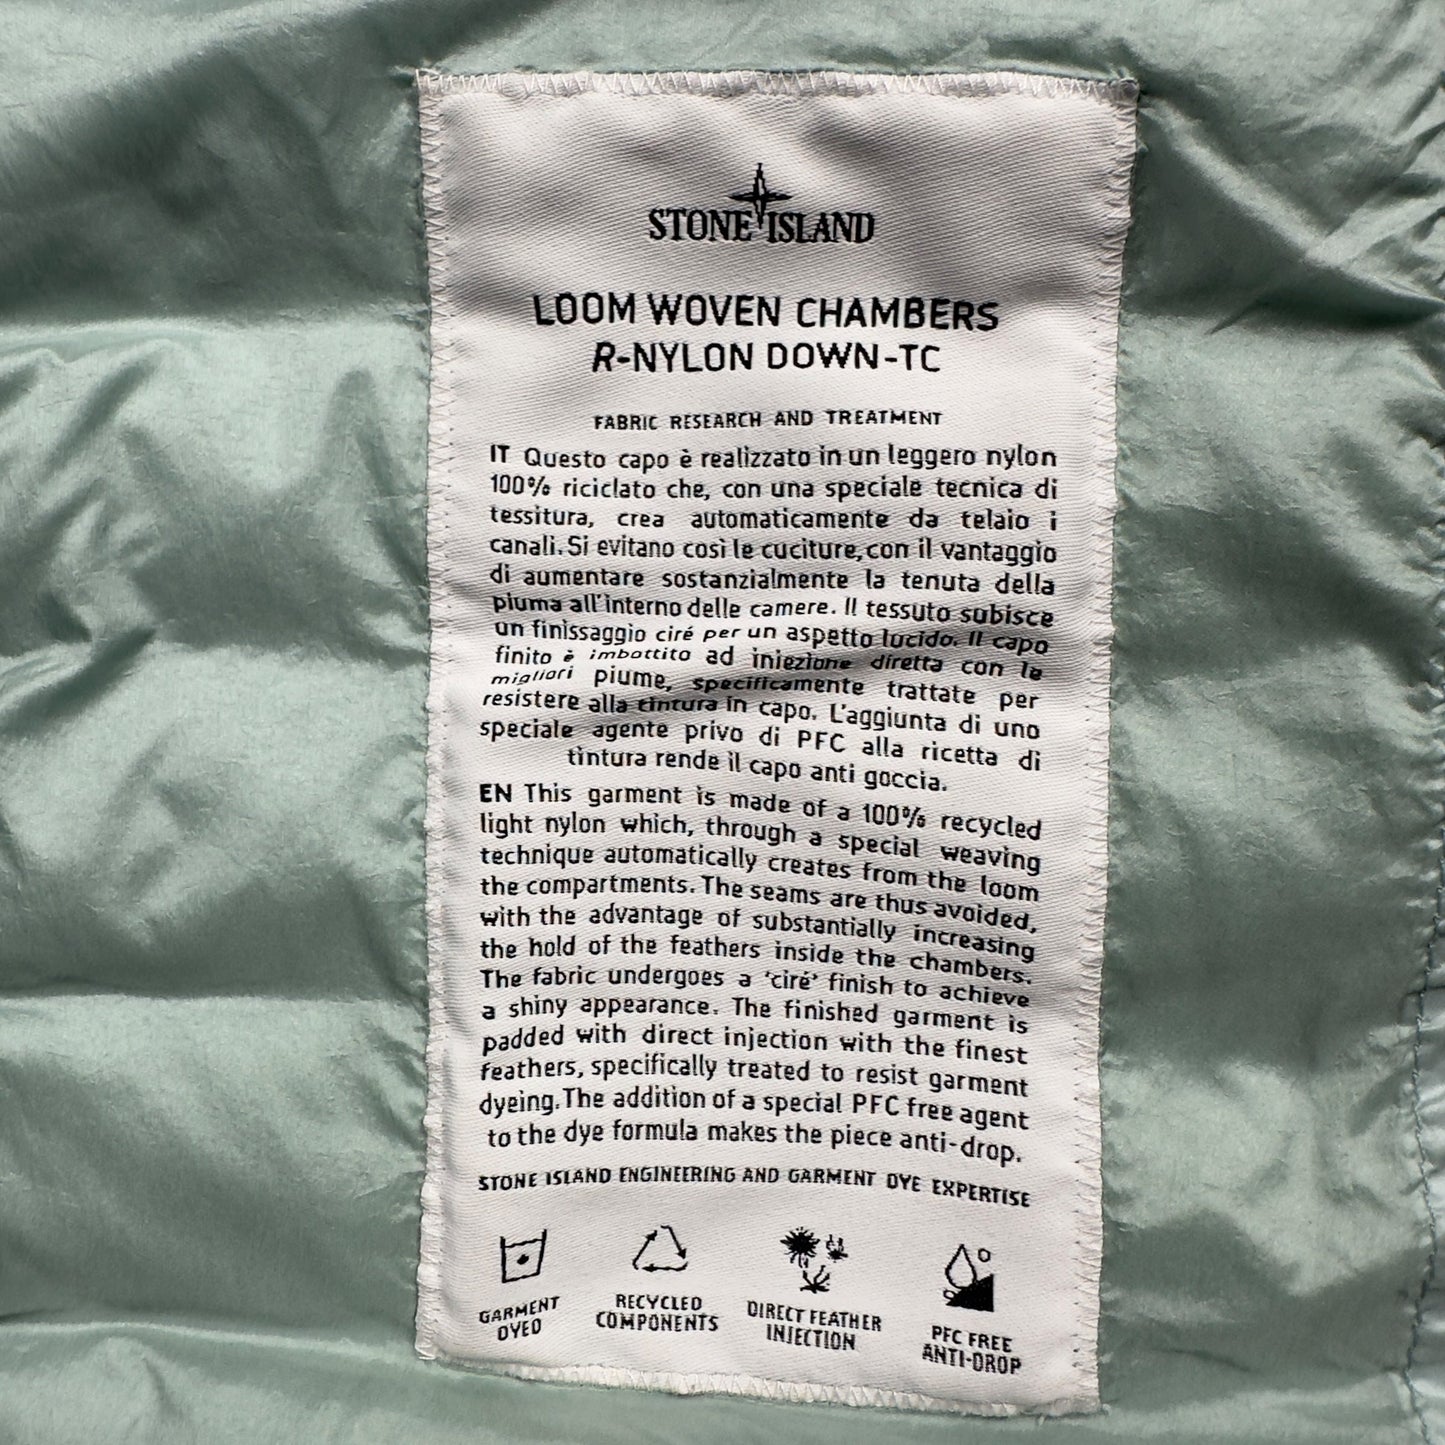 STONE ISLAND
LOOM WOVEN CHAMBERS
R-NYLON DOWN-TC
FABRIC RESEARCH AND TREATMENT
IT Questo capo è realizzato in un leggero nylon
100% riciclato che, con una speciale tecnica di
tessitura, crea automaticamente da telaio i
canali. Si evitano così le cuciture, con il vantaggio
di aumentare sostanzialmente la tenuta della
piuma all'interno delle camere. Il tessuto subisce
un finissaggio ciré per un aspetto lucido. Il capo
finito è imbottito ad iniezione diretta con le
migliori piume, specificamente trattate per
resistere alla tintura in capo. L'aggiunta di uno
speciale agente privo di PFC alla ricetta di
tintura rende il capo anti goccia.
EN This garment is made of a 100% recycled
light nylon which, through a special weaving
technique automatically creates from the loom
the compartments. The seams are thus avoided,
with the advantage of substantially increasing
the hold of the feathers inside the chambers.
The fabric undergoes a 'ciré' finish to achieve
a shiny appearance. The finished garment is
padded with direct injection with the finest
feathers, specifically treated to resist garment
dyeing. The addition of a special PFC free agent
to the dye formula makes the piece anti-drop.
STONE ISLAND ENGINEERING AND GARMENT DYE EXPERTISE
GARMENT
DYED
RECYCLED
COMPONENTS
DIRECT FEATHER
INJECTION
PFC FREE
ANTI-DROP